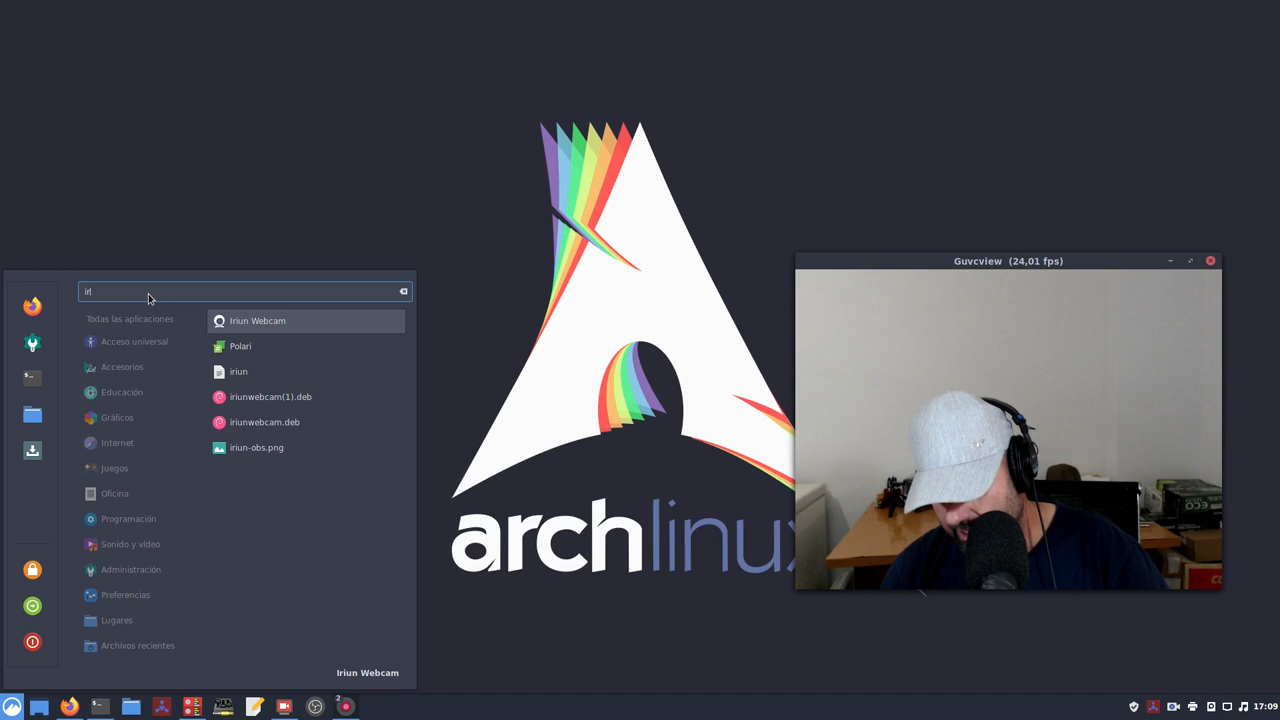 Guvcview (24,01 fps)
ir
Todas las aplicaciones
Acceso universal
Accesorios
Educación
Gráficos
Internet
Juegos
Oficina
Programación
Sonido y vídeo
Administración
Preferencias
Lugares
Archivos recientes
Iriun Webcam
Polari
iriun
iriunwebcam(1).deb
iriunwebcam.deb
iriun-obs.png
Iriun Webcam
archlinux
ECO
2
17:09